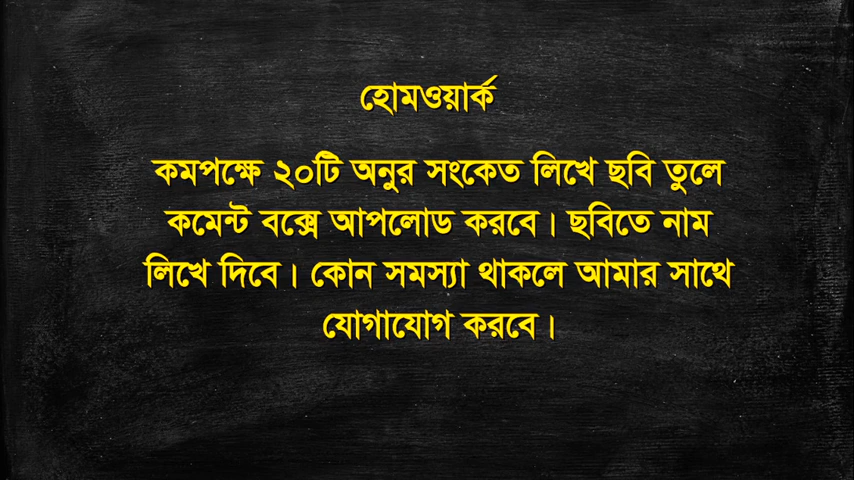 হোমওয়ার্ক
কমপক্ষে ২০টি অনুর সংকেত লিখে ছবি তুলে
কমেন্ট বক্সে আপলোড করবে। ছবিতে নাম
লিখে দিবে। কোন সমস্যা থাকলে আমার সাথে
যোগাযোগ করবে।